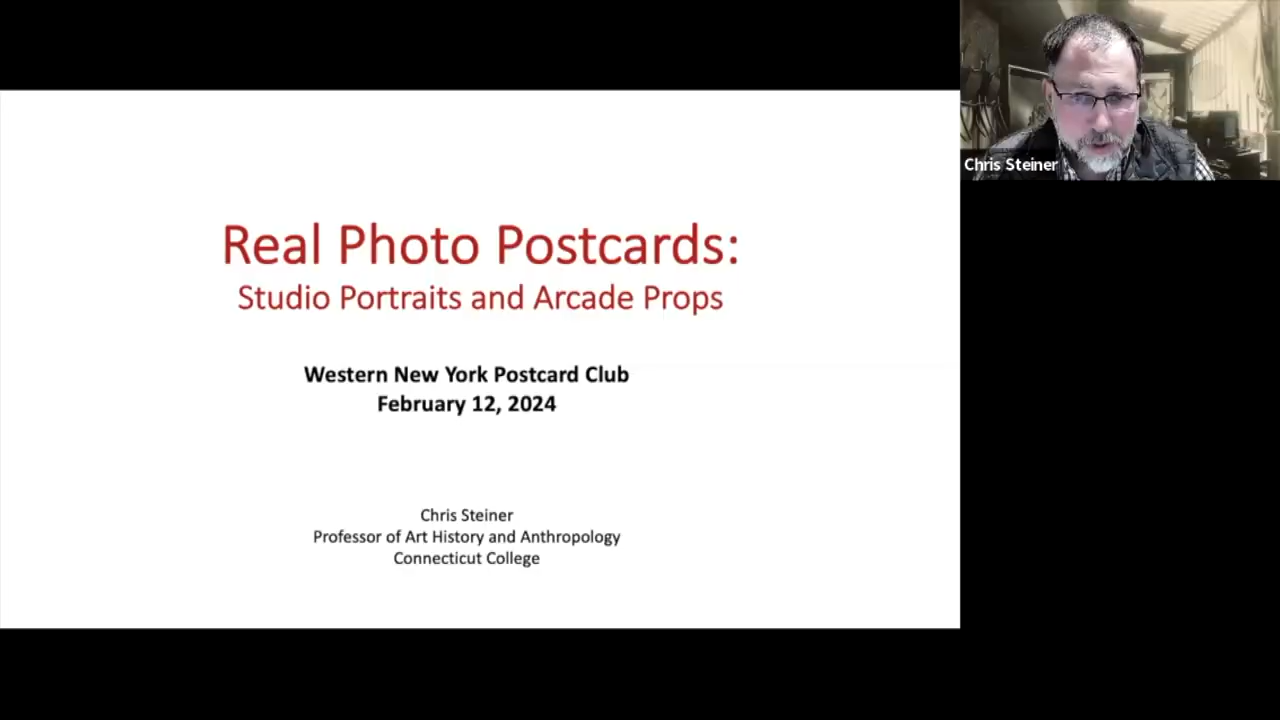 Real Photo Postcards:
Studio Portraits and Arcade Props
Western New York Postcard Club
February 12, 2024
Chris Steiner
Professor of Art History and Anthropology
Connecticut College
Chris Steiner